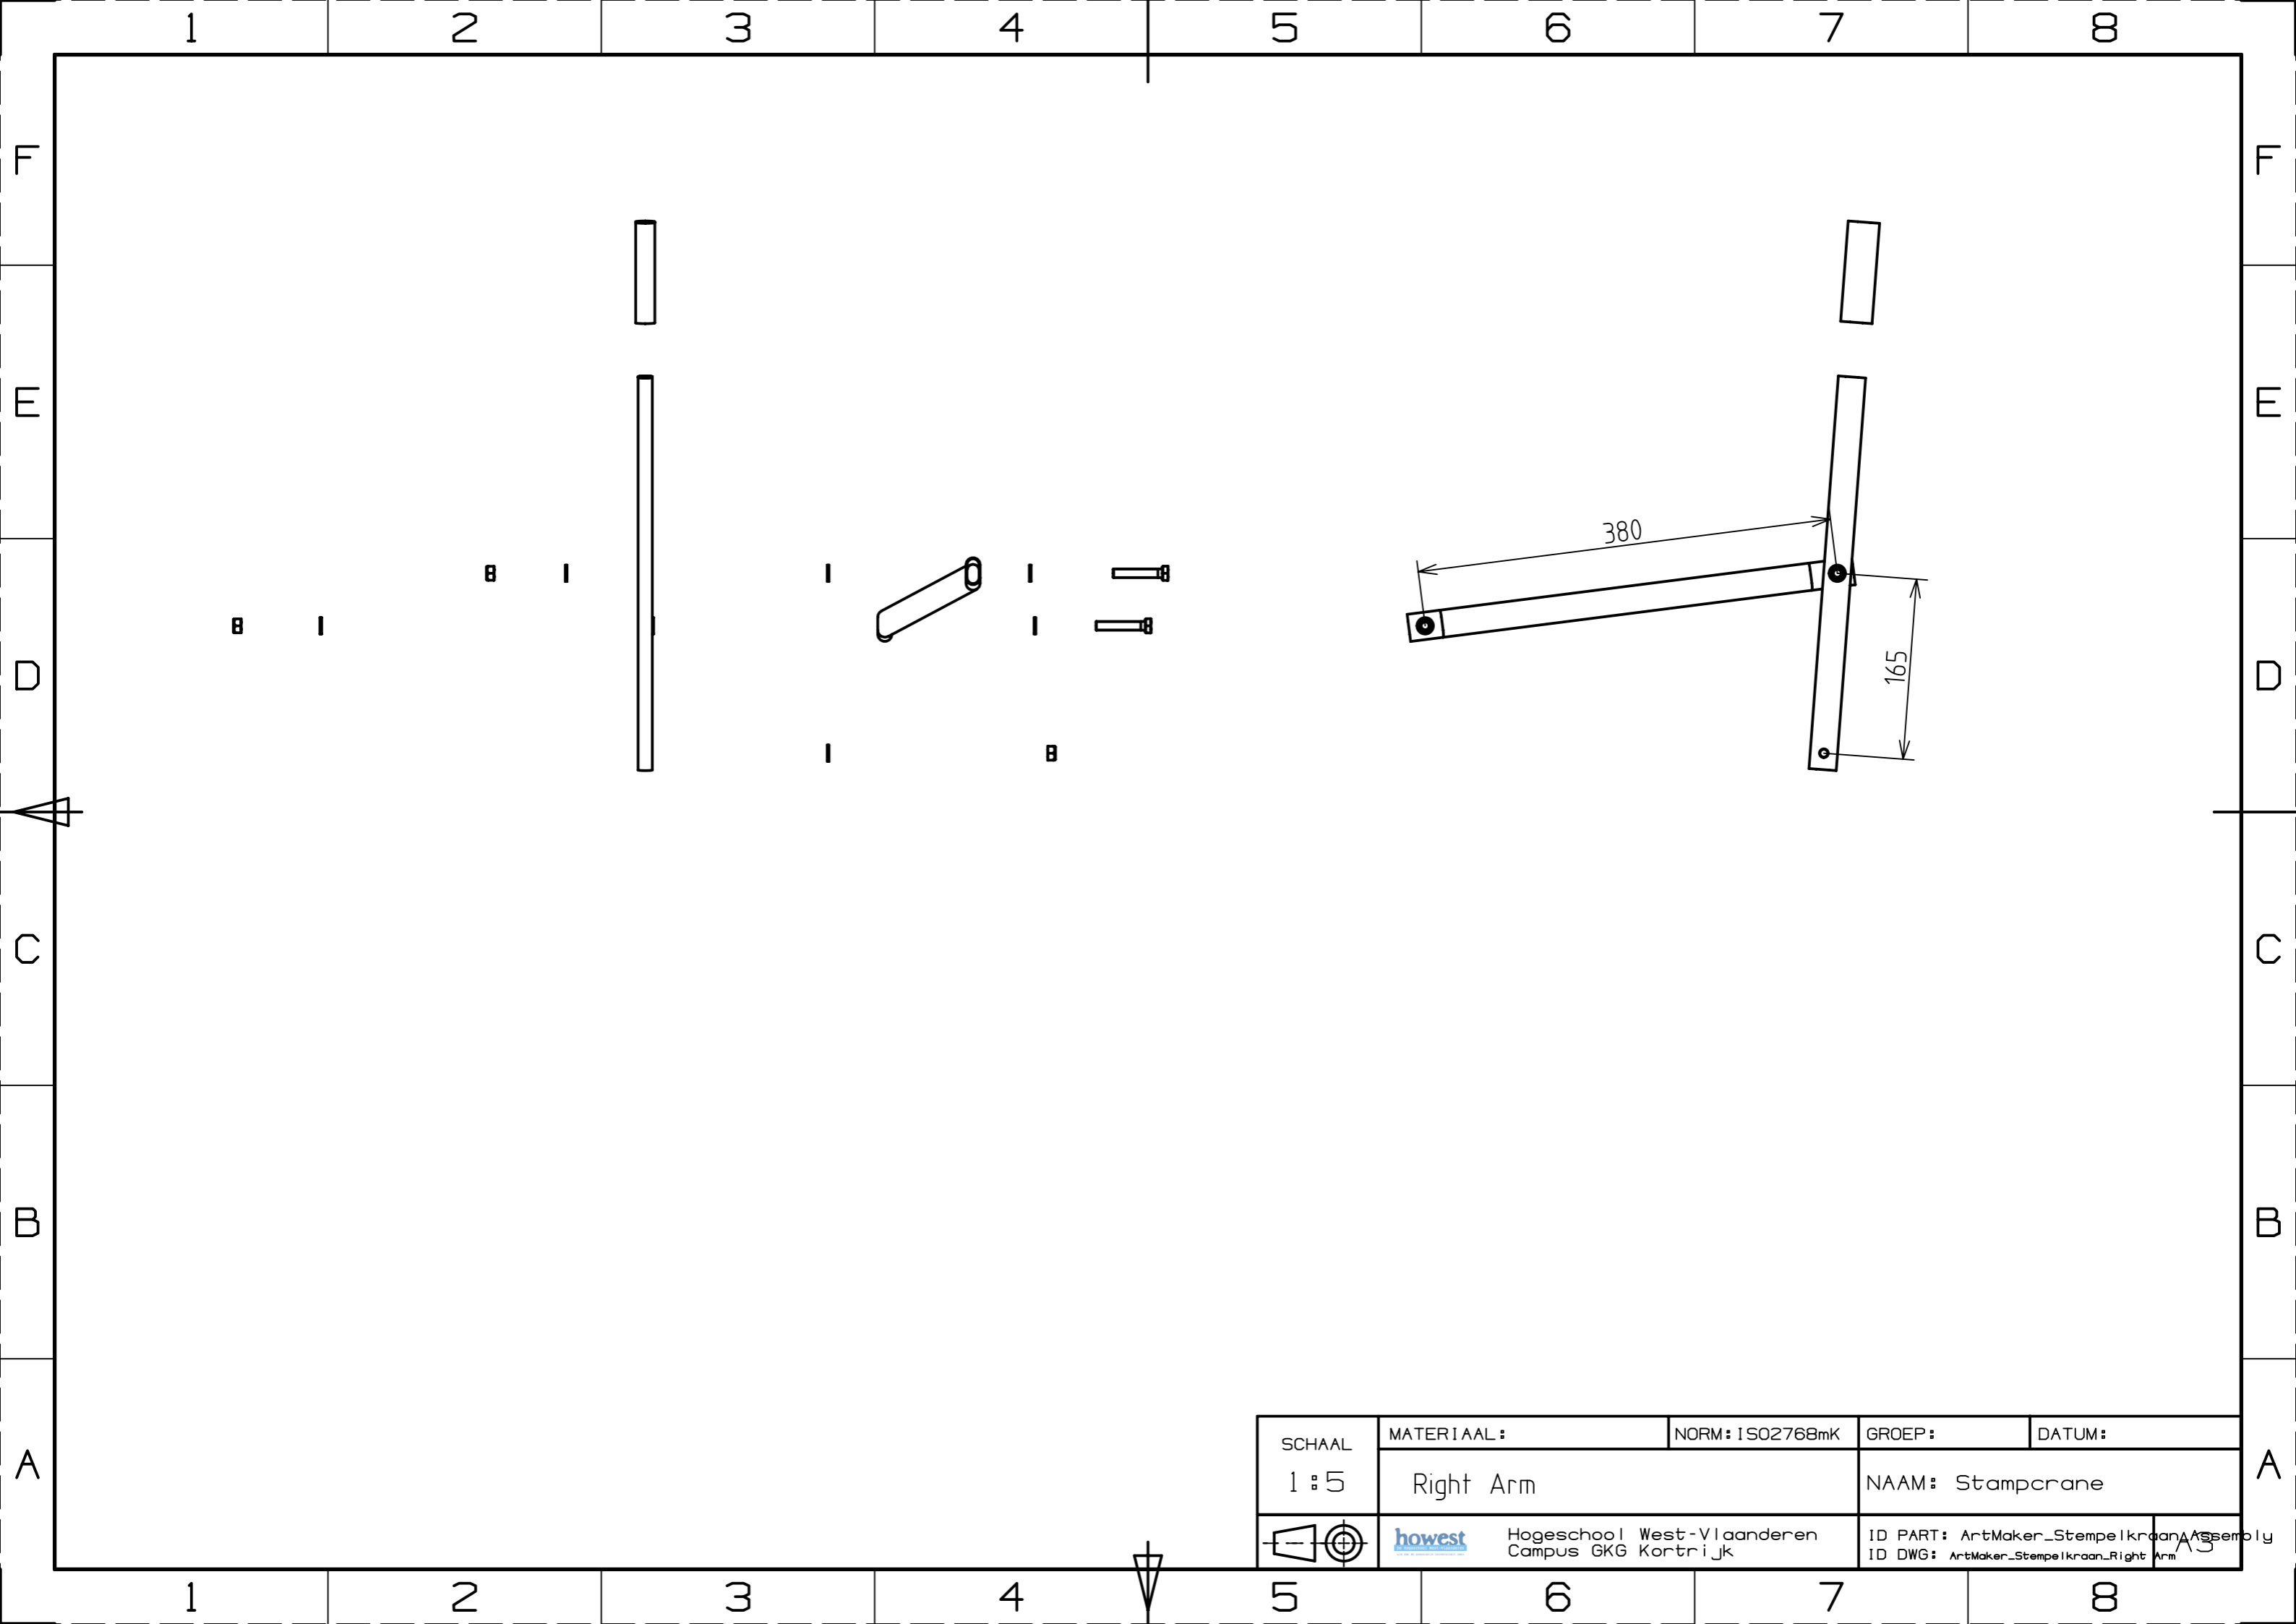 1 2 3 4 5 6 7 8
F F
E E
380
D D
165
C C
B B
A A
SCHAAL
1:5
MATERIAAL:
NORM:ISO2768mK
GROEP:
DATUM:
Right Arm
NAAM: Stampcrane
howest
Hogeschool West-Vlaanderen
Campus GKG Kortrijk
ID PART: ArtMaker_Stempelkraan_Assembly
ID DWG: ArtMaker_Stempelkraan_Right Arm
A3
1 2 3 4 5 6 7 8